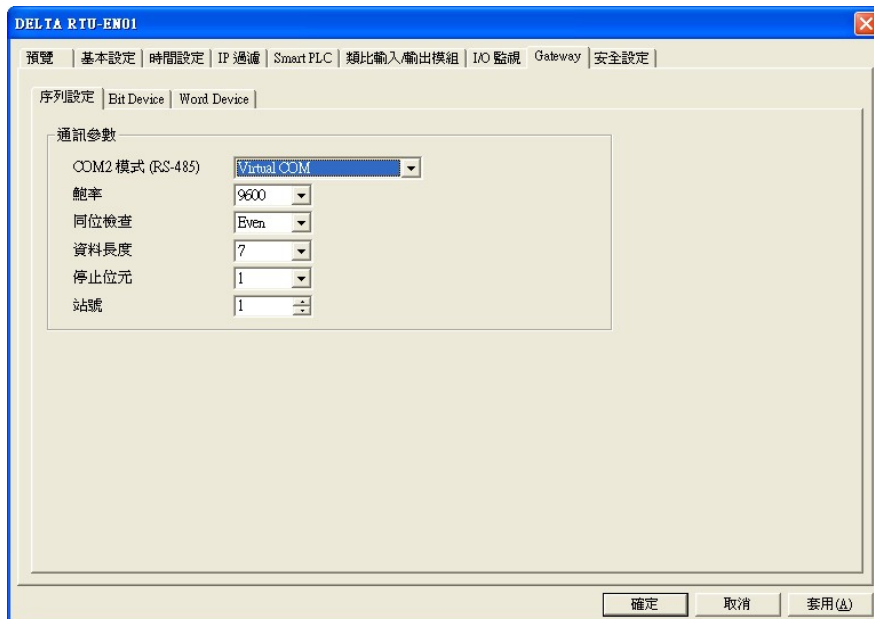 DELTA RTU-EN01
預覽 基本設定 時間設定 IP 過濾 Smart PLC 類比輸入/輸出模組 I/O 監視 Gateway 安全設定
序列設定 Bit Device Word Device
通訊參數
COM2 模式 (RS-485) Virtual COM
鮑率 9600
同位檢查 Even
資料長度 7
停止位元 1
站號 1
確定 取消 套用(A)